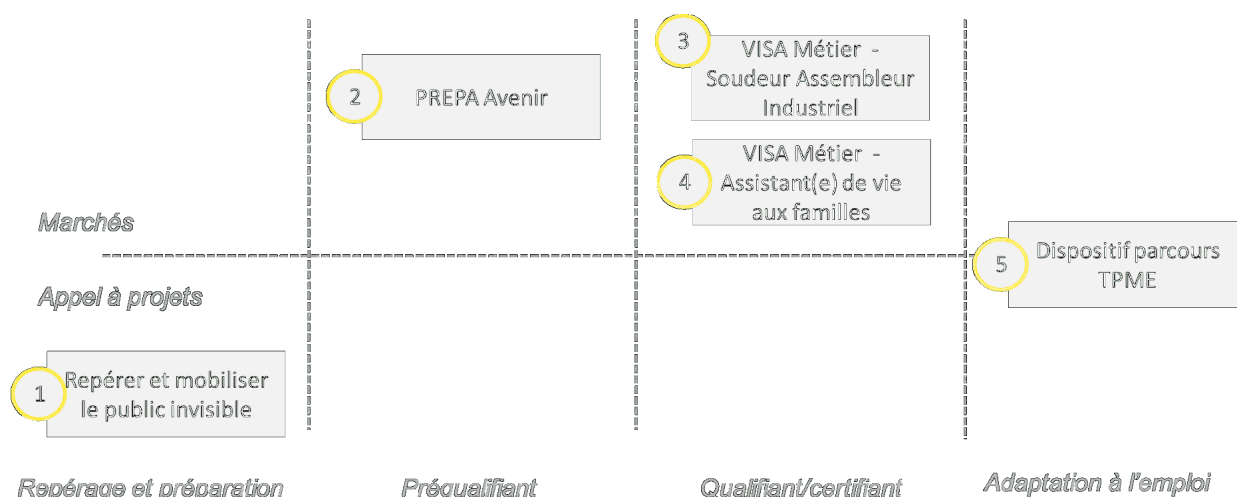 3
VISA Métier -
Soudeur Assembleur
Industriel
2
PREPA Avenir
4
VISA Métier -
Assistant(e) de vie
aux familles
Marchés
5
Dispositif parcours
TPME
Appel à projets
1
Repérer et mobiliser
le public invisible
Repérage et préparation
Préqualifiant
Qualifiant/certifiant
Adaptation à l'emploi